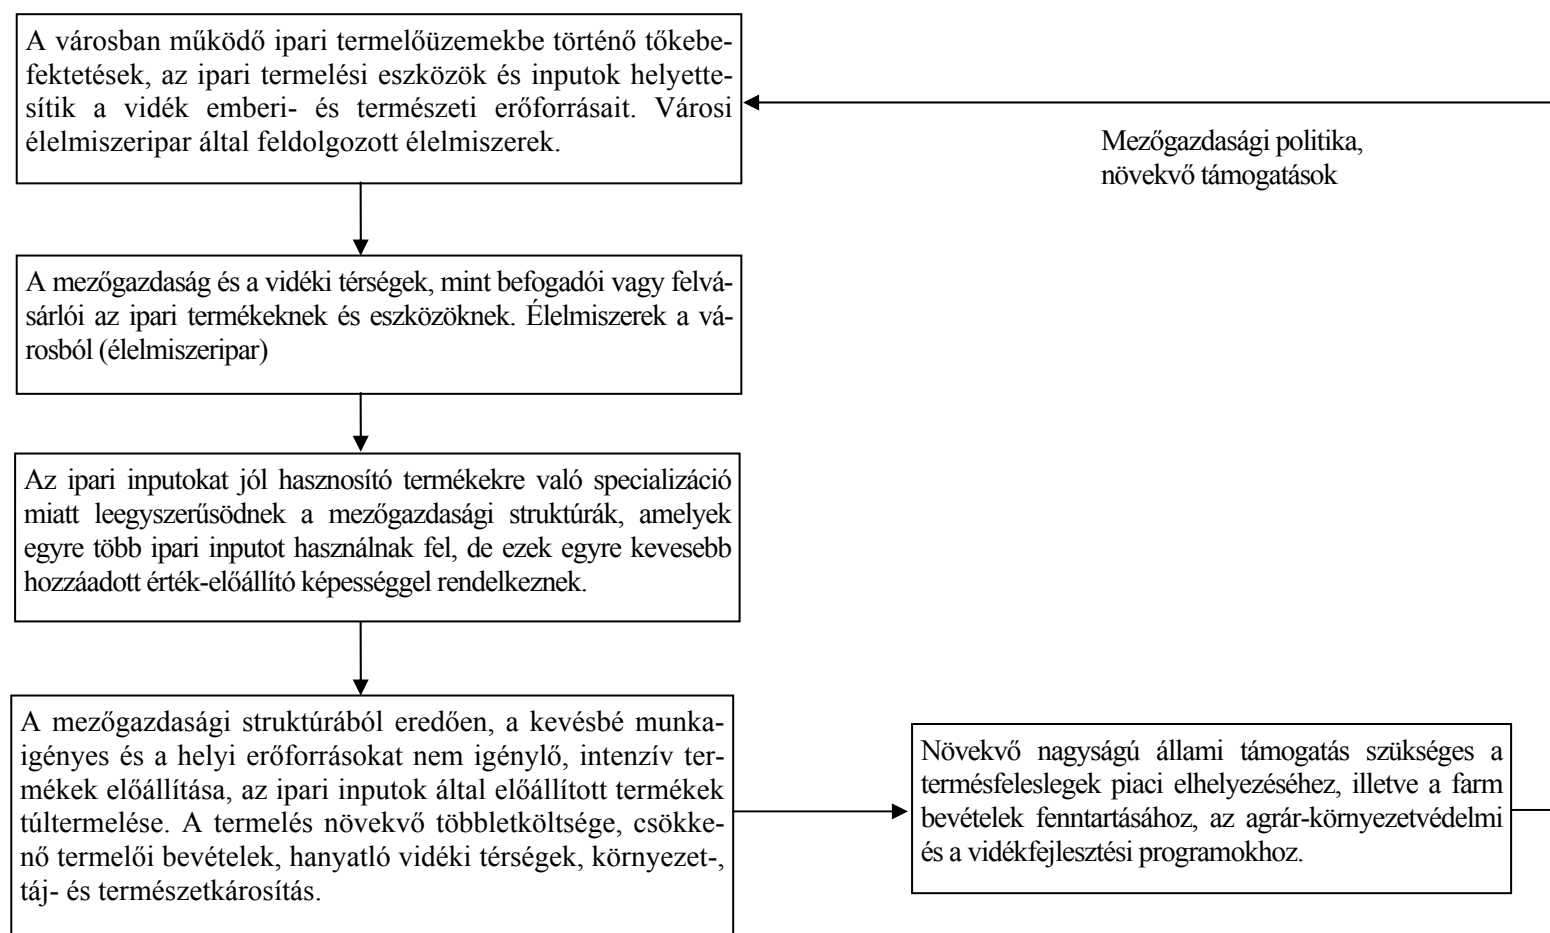 A városban működő ipari termelőüzemekbe történő tőkebe-
fektetések, az ipari termelési eszközök és inputok helyette-
sítik a vidék emberi- és természeti erőforrásait. Városi
élelmiszeripar által feldolgozott élelmiszerek.
Mezőgazdasági politika,
növekvő támogatások
A mezőgazdaság és a vidéki térségek, mint befogadói vagy felvá-
sárlói az ipari termékeknek és eszközöknek. Élelmiszerek a vá-
rosból (élelmiszeripar)
Az ipari inputokat jól hasznosító termékekre való specializáció
miatt leegyszerűsödnek a mezőgazdasági struktúrák, amelyek
egyre több ipari inputot használnak fel, de ezek egyre kevesebb
hozzáadott érték-előállító képességgel rendelkeznek.
A mezőgazdasági struktúrából eredően, a kevésbé munka-
igényes és a helyi erőforrásokat nem igénylő, intenzív ter-
mékek előállítása, az ipari inputok által előállított termékek
túltermelése. A termelés növekvő többletköltsége, csökke-
nő termelői bevételek, hanyatló vidéki térségek, környezet-,
táj- és természetkárosítás.
Növekvő nagyságú állami támogatás szükséges a
termésfeleslegek piaci elhelyezéséhez, illetve a farm
bevételek fenntartásához, az agrár-környezetvédelmi
és a vidékfejlesztési programokhoz.